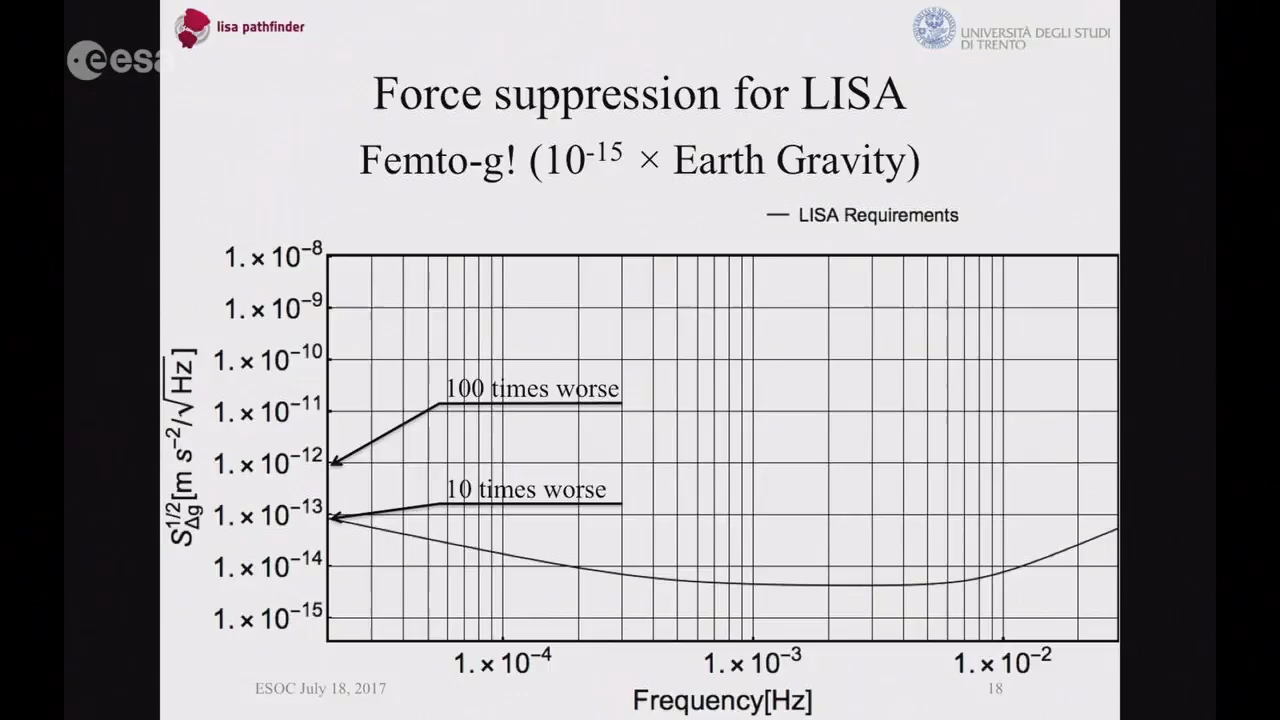 lisa pathfinder
esa
UNIVERSITÀ DEGLI STUDI
DI TRENTO
Force suppression for LISA
Femto-g! (10⁻¹⁵ × Earth Gravity)
— LISA Requirements
1.×10⁻⁸
1.×10⁻⁹
1.×10⁻¹⁰
100 times worse
1.×10⁻¹¹
1.×10⁻¹²
10 times worse
1.×10⁻¹³
1.×10⁻¹⁴
1.×10⁻¹⁵
S_Δg^1/2[m s⁻²/√Hz]
1.×10⁻⁴ 1.×10⁻³ 1.×10⁻²
Frequency[Hz]
ESOC July 18, 2017
18